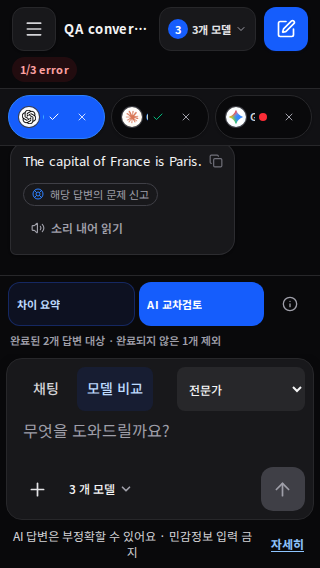 QA conver...
3 3개 모델
1/3 error
The capital of France is Paris.
해당 답변의 문제 신고
소리 내어 읽기
차이 요약
AI 교차검토
완료된 2개 답변 대상 · 완료되지 않은 1개 제외
채팅
모델 비교
전문가
무엇을 도와드릴까요?
3 개 모델
AI 답변은 부정확할 수 있어요 · 민감정보 입력 금
지
자세히